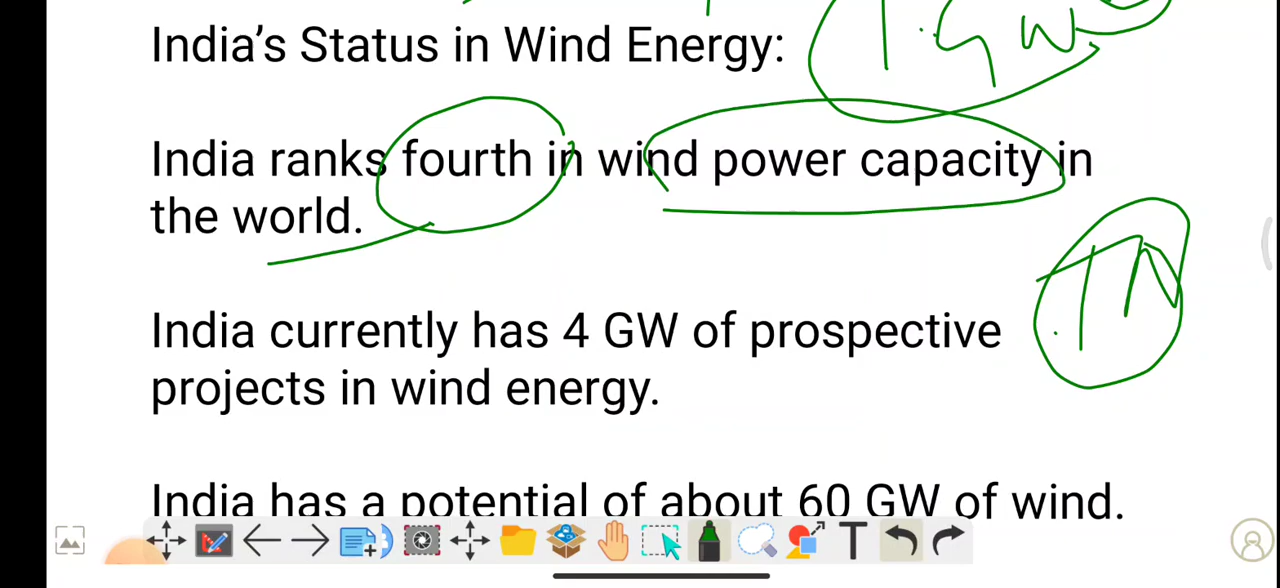 India's Status in Wind Energy:
India ranks fourth in wind power capacity in
the world.
TN
India currently has 4 GW of prospective
projects in wind energy.
India has a potential of about 60 GW of wind.
T